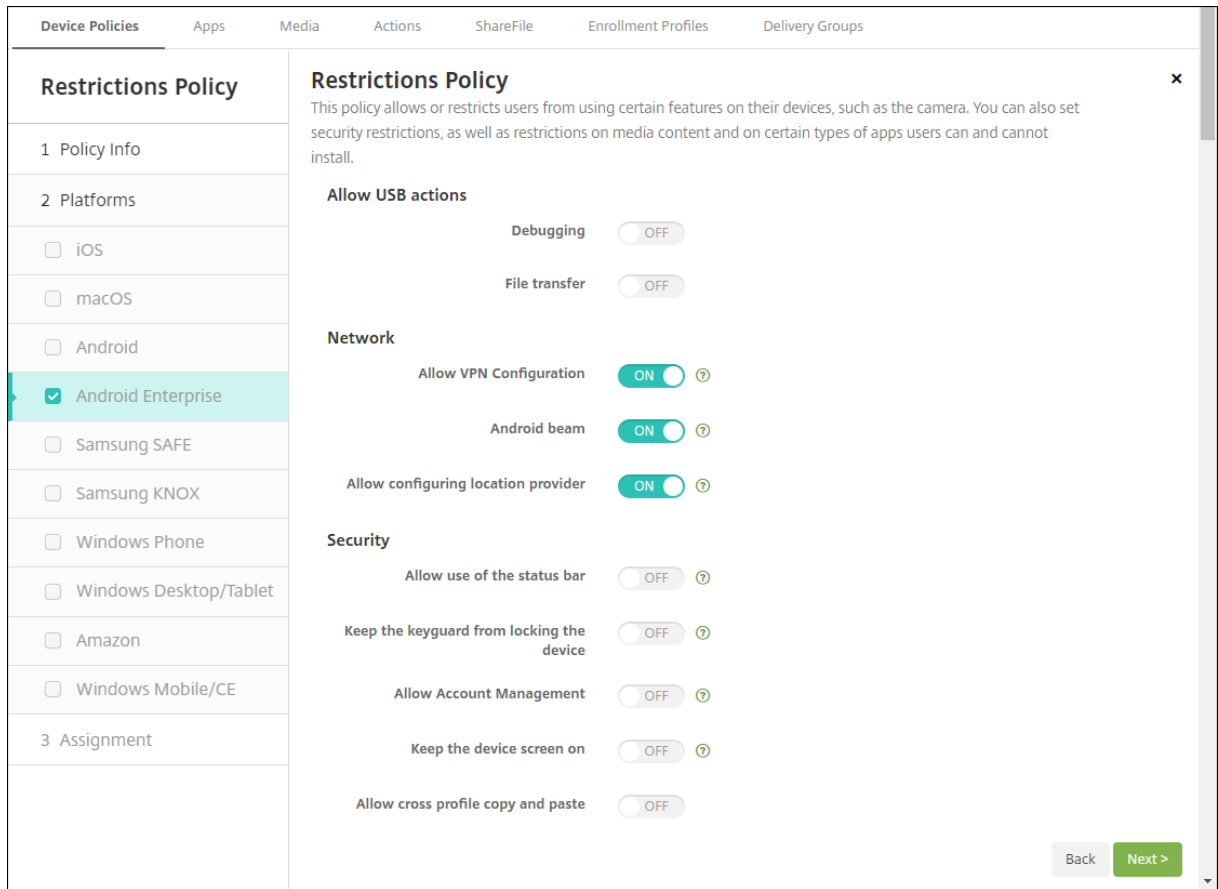 Device Policies Apps Media Actions ShareFile Enrollment Profiles Delivery Groups
Restrictions Policy
1 Policy Info
2 Platforms
iOS
macOS
Android
Android Enterprise
Samsung SAFE
Samsung KNOX
Windows Phone
Windows Desktop/Tablet
Amazon
Windows Mobile/CE
3 Assignment
Restrictions Policy
This policy allows or restricts users from using certain features on their devices, such as the camera. You can also set
security restrictions, as well as restrictions on media content and on certain types of apps users can and cannot
install.
Allow USB actions
Debugging OFF
File transfer OFF
Network
Allow VPN Configuration ON ?
Android beam ON ?
Allow configuring location provider ON ?
Security
Allow use of the status bar OFF ?
Keep the keyguard from locking the
device OFF ?
Allow Account Management OFF ?
Keep the device screen on OFF ?
Allow cross profile copy and paste OFF
Back Next >